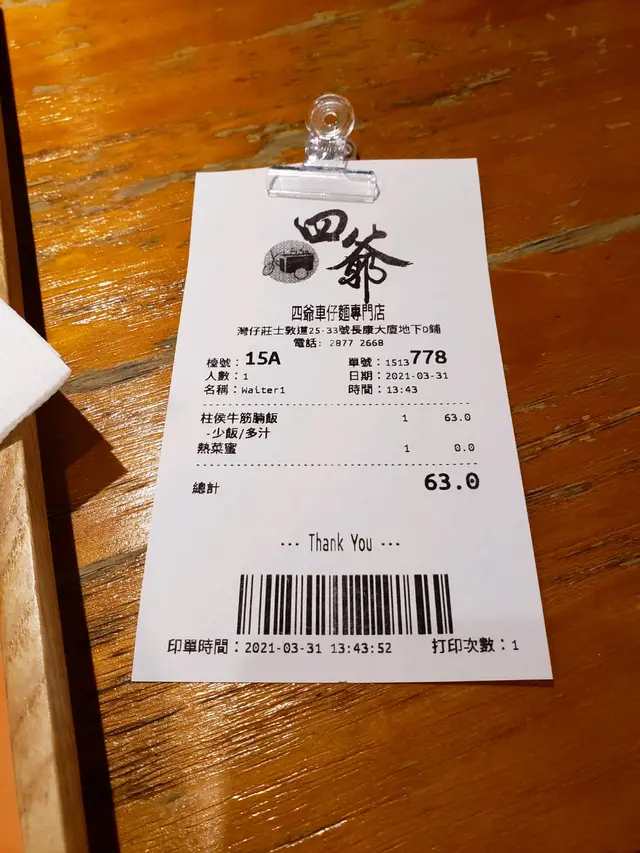 四爺
四爺車仔麵專門店
灣仔莊士敦道25-33號長康大廈地下D鋪
電話: 2877 2668
檯號：15A 單號：1513778
人數：1 日期：2021-03-31
名稱：Waiter1 時間：13:43
柱侯牛筋腩飯 1 63.0
-少飯/多汁
熱菜蜜 1 0.0
總計 63.0
--- Thank You ---
印單時間：2021-03-31 13:43:52 打印次數：1